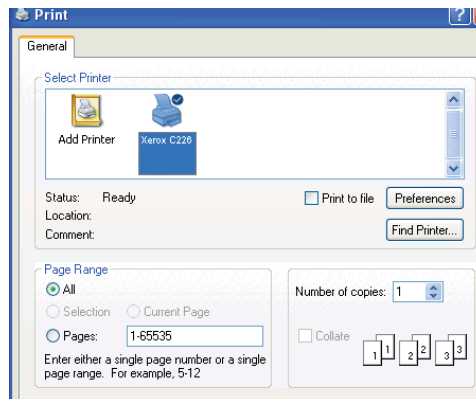 Print
General
Select Printer
Add Printer
Xerox C226
Status: Ready
Location:
Comment:
Print to file
Preferences
Find Printer...
Page Range
All
Selection
Current Page
Pages: 1-65535
Enter either a single page number or a single
page range. For example, 5-12
Number of copies: 1
Collate
1 1 2 2 3 3